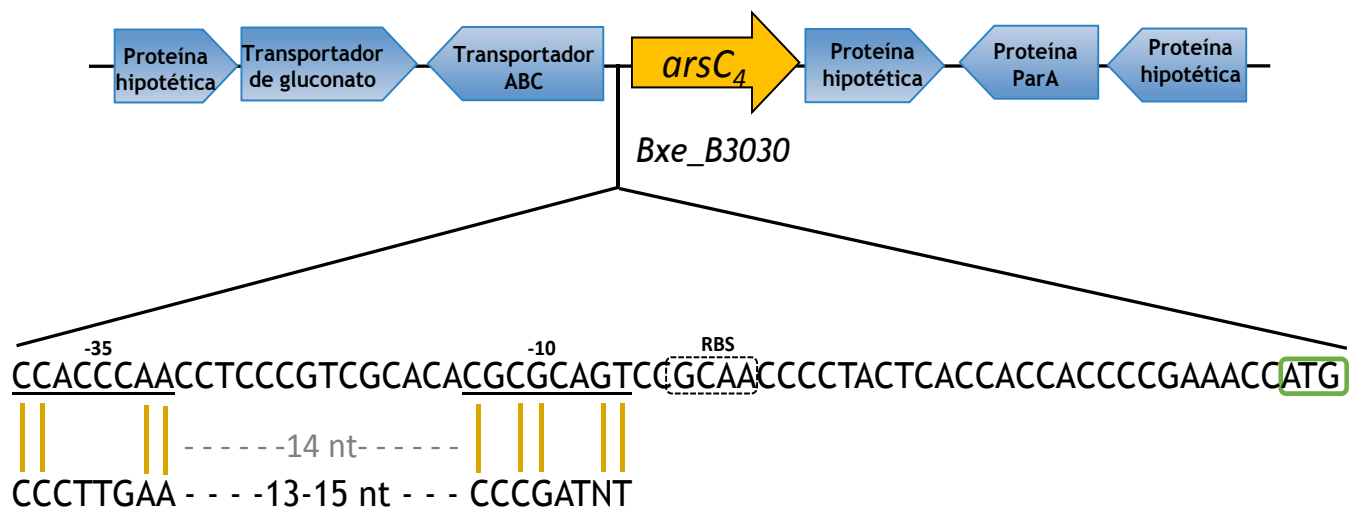 Proteína
hipotética
Transportador
de gluconato
Transportador
ABC
arsC4
Proteína
hipotética
Proteína
ParA
Proteína
hipotética
Bxe_B3030
-35
-10
RBS
CCACCCAACCTCCCGTCGCACACGCGCAGTCCGCAACCCCTACTCACCACCACCCCGAAACCATG
- - - - - -14 nt- - - - - -
CCCTTGAA - - - -13-15 nt - - - CCCGATNT